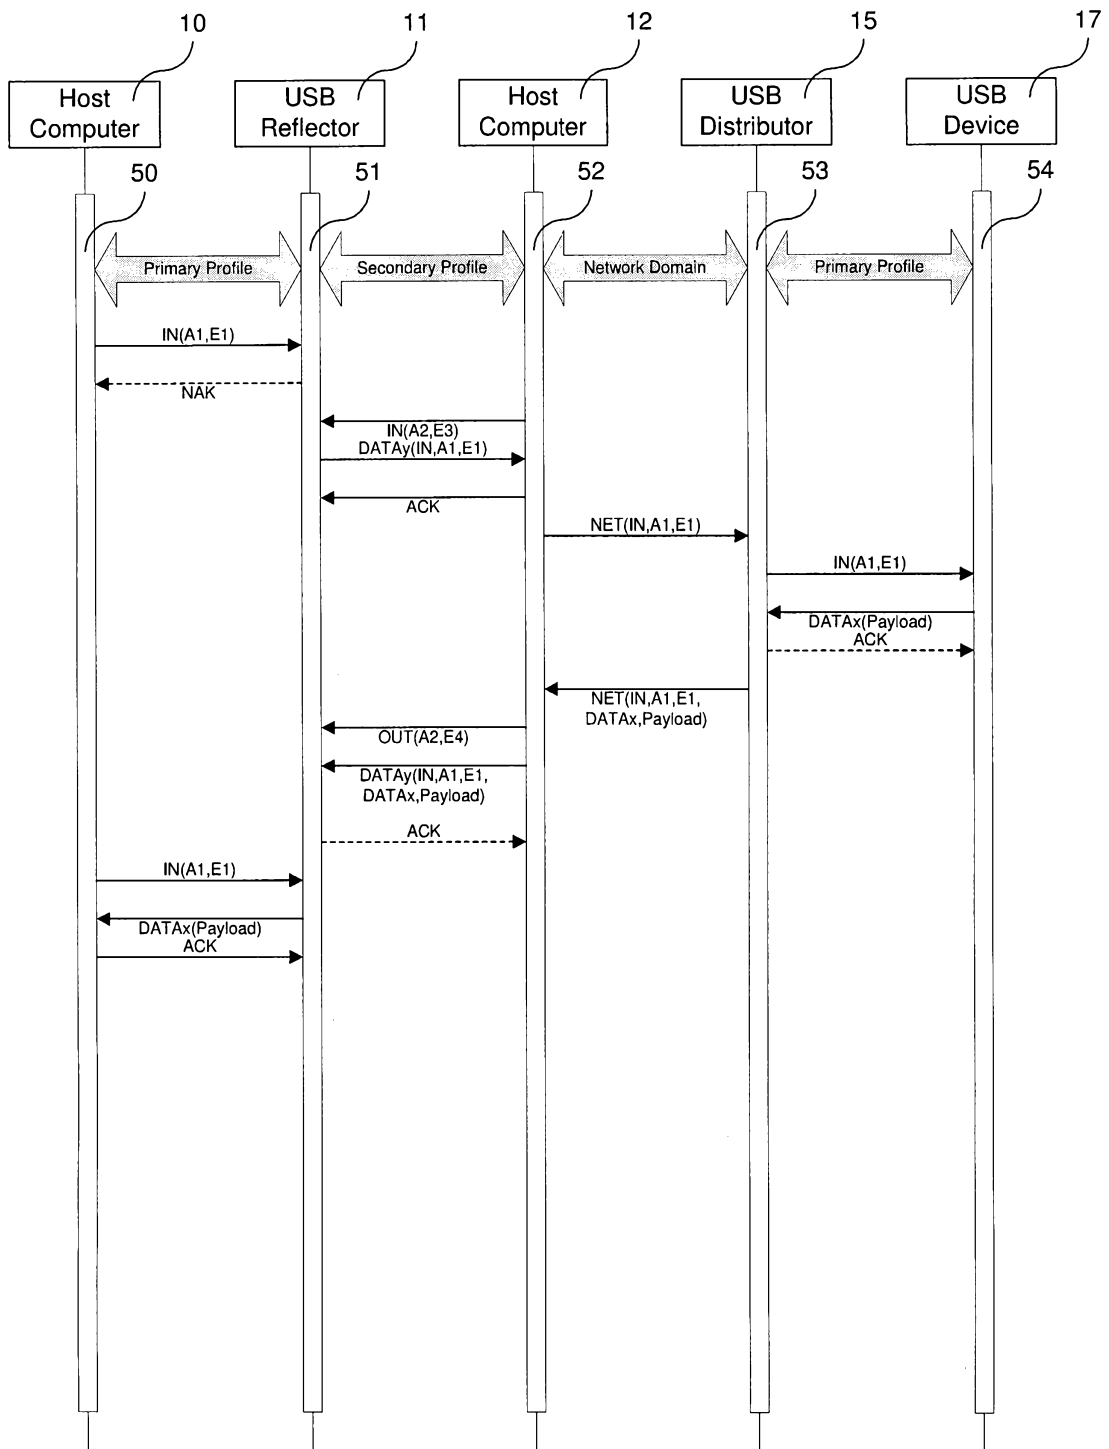 10
11
12
15
17
Host
Computer
USB
Reflector
Host
Computer
USB
Distributor
USB
Device
50
51
52
53
54
Primary Profile
Secondary Profile
Network Domain
Primary Profile
IN(A1,E1)
NAK
IN(A2,E3)
DATAy(IN,A1,E1)
ACK
NET(IN,A1,E1)
IN(A1,E1)
DATAx(Payload)
ACK
NET(IN,A1,E1,
DATAx,Payload)
OUT(A2,E4)
DATAy(IN,A1,E1,
DATAx,Payload)
ACK
IN(A1,E1)
DATAx(Payload)
ACK